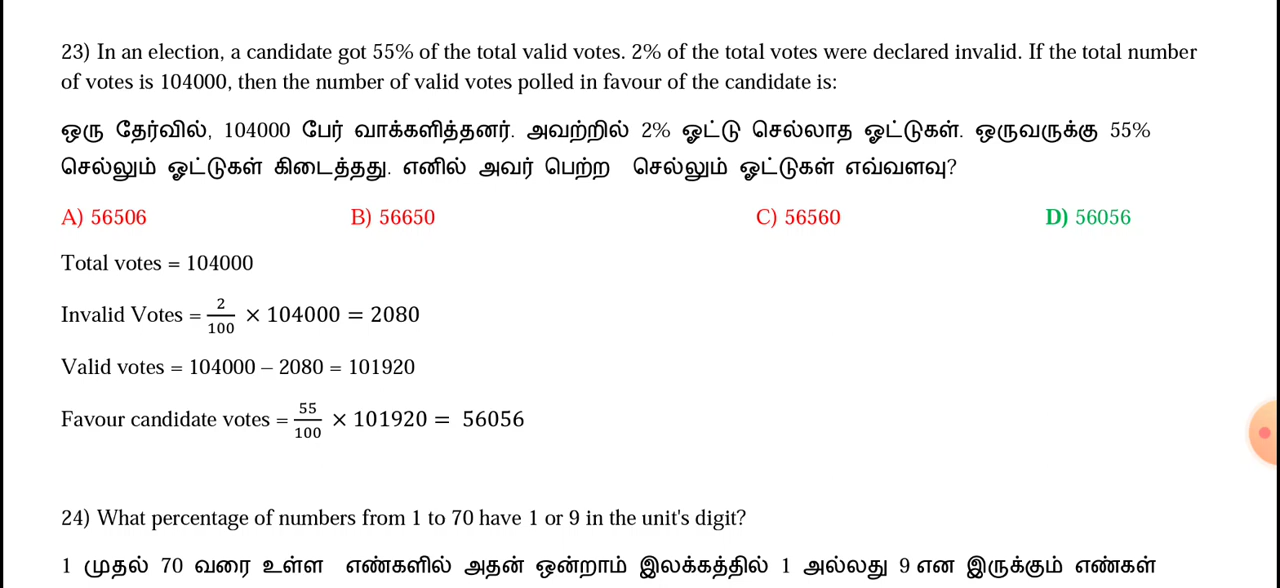 23) In an election, a candidate got 55% of the total valid votes. 2% of the total votes were declared invalid. If the total number
of votes is 104000, then the number of valid votes polled in favour of the candidate is:
ஒரு தேர்வில், 104000 பேர் வாக்களித்தனர். அவற்றில் 2% ஓட்டு செல்லாத ஓட்டுகள். ஒருவருக்கு 55%
செல்லும் ஓட்டுகள் கிடைத்தது. எனில் அவர் பெற்ற செல்லும் ஓட்டுகள் எவ்வளவு?
A) 56506 B) 56650 C) 56560 D) 56056
Total votes = 104000
Invalid Votes = 2/100 × 104000 = 2080
Valid votes = 104000 – 2080 = 101920
Favour candidate votes = 55/100 × 101920 = 56056
24) What percentage of numbers from 1 to 70 have 1 or 9 in the unit's digit?
1 முதல் 70 வரை உள்ள எண்களில் அதன் ஒன்றாம் இலக்கத்தில் 1 அல்லது 9 என இருக்கும் எண்கள்